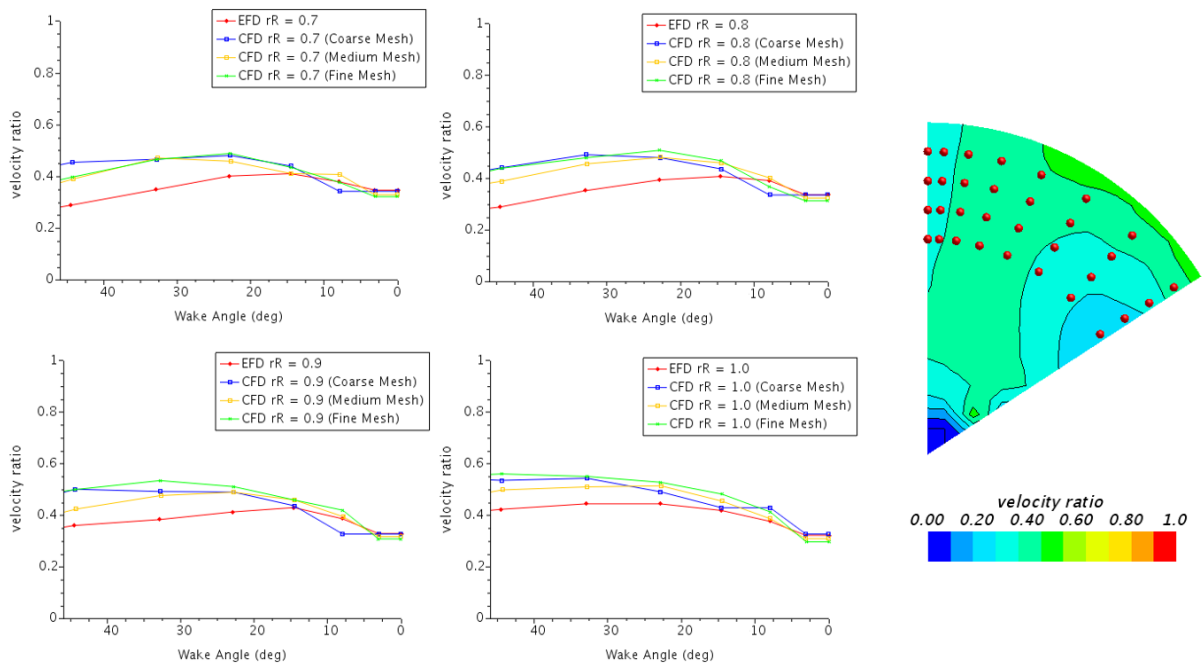 EFD rR = 0.7
CFD rR = 0.7 (Coarse Mesh)
CFD rR = 0.7 (Medium Mesh)
CFD rR = 0.7 (Fine Mesh)
velocity ratio
1
0.8
0.6
0.4
0.2
0
40 30 20 10 0
Wake Angle (deg)
EFD rR = 0.8
CFD rR = 0.8 (Coarse Mesh)
CFD rR = 0.8 (Medium Mesh)
CFD rR = 0.8 (Fine Mesh)
velocity ratio
1
0.8
0.6
0.4
0.2
0
40 30 20 10 0
Wake Angle (deg)
EFD rR = 0.9
CFD rR = 0.9 (Coarse Mesh)
CFD rR = 0.9 (Medium Mesh)
CFD rR = 0.9 (Fine Mesh)
velocity ratio
1
0.8
0.6
0.4
0.2
0
40 30 20 10 0
Wake Angle (deg)
EFD rR = 1.0
CFD rR = 1.0 (Coarse Mesh)
CFD rR = 1.0 (Medium Mesh)
CFD rR = 1.0 (Fine Mesh)
velocity ratio
1
0.8
0.6
0.4
0.2
0
40 30 20 10 0
Wake Angle (deg)
velocity ratio
0.00 0.20 0.40 0.60 0.80 1.0